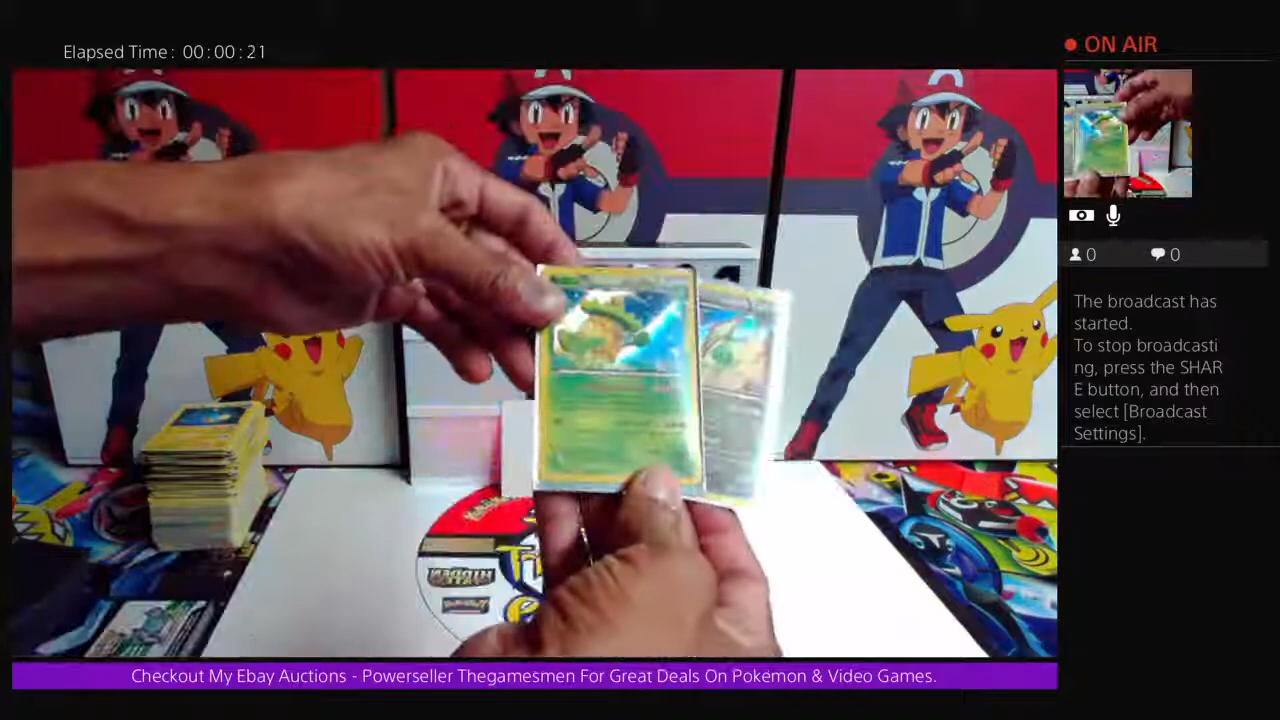 Elapsed Time: 00:00:21
ON AIR
0
0
The broadcast has
started.
To stop broadcasti
ng, press the SHAR
E button, and then
select [Broadcast
Settings].
HIDDEN
Checkout My Ebay Auctions - Powerseller Thegamesmen For Great Deals On Pokemon & Video Games.